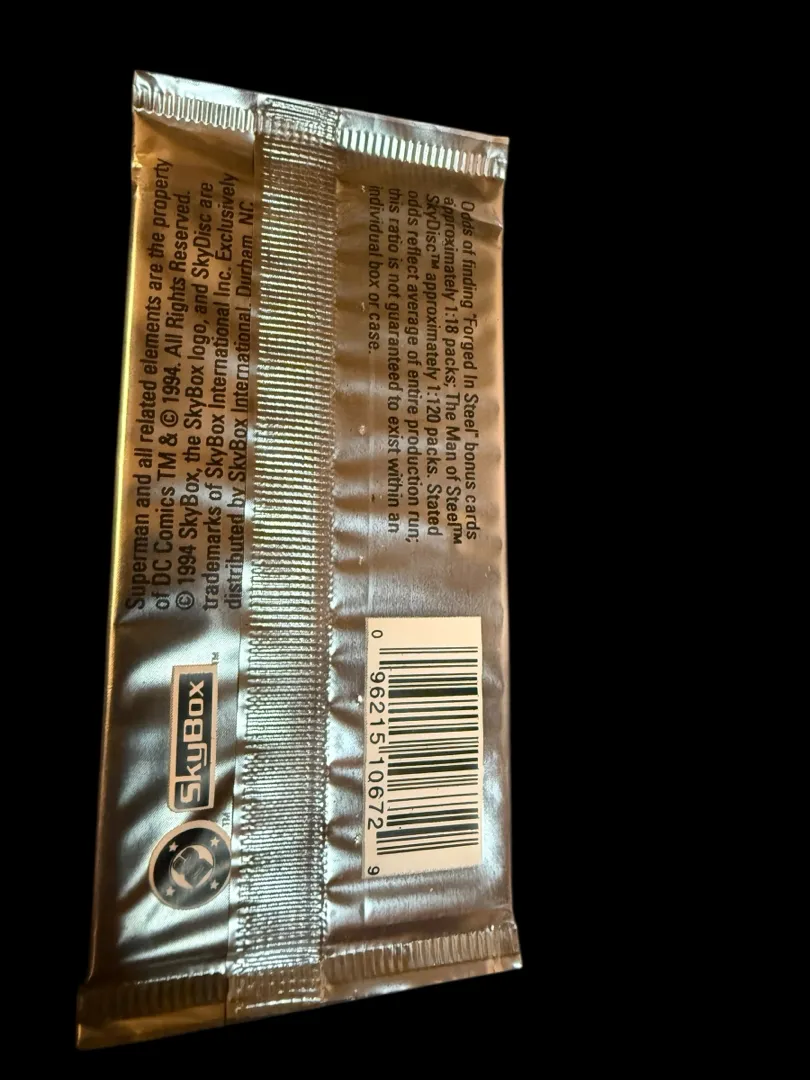 Odds of finding "Forged In Steel" bonus cards
approximately 1:18 packs; The Man of Steel™
SkyDisc™ approximately 1:120 packs. Stated
odds reflect average of entire production run;
this ratio is not guaranteed to exist within an
individual box or case.
0 96215 10672 9
Superman and all related elements are the property
of DC Comics TM & © 1994. All Rights Reserved.
© 1994 SkyBox, the SkyBox logo, and SkyDisc are
trademarks of SkyBox International Inc. Exclusively
distributed by SkyBox International, Durham, NC
SkyBox™
TM